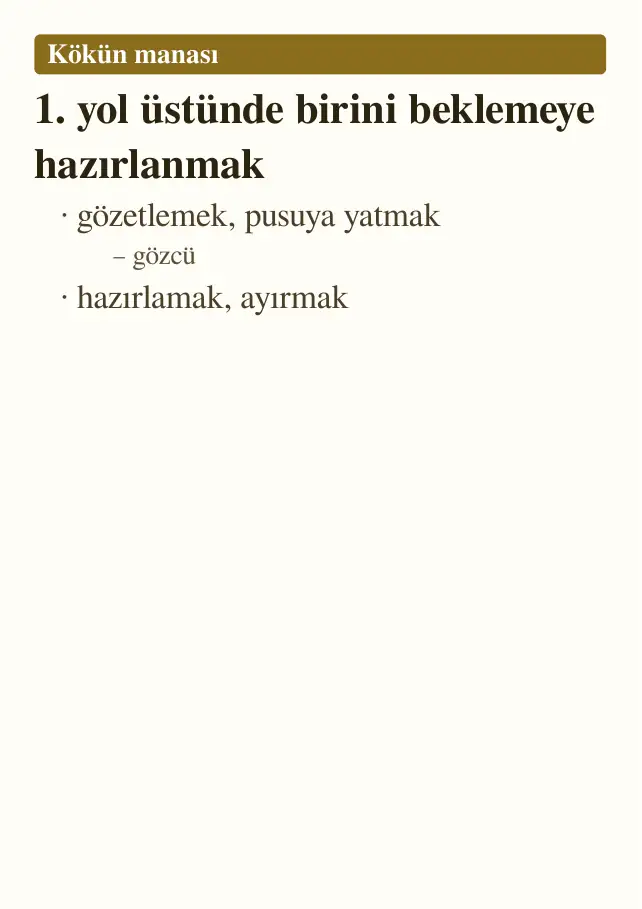 Kökün manası
1. yol üstünde birini beklemeye
hazırlanmak
· gözetlemek, pusuya yatmak
– gözcü
· hazırlamak, ayırmak